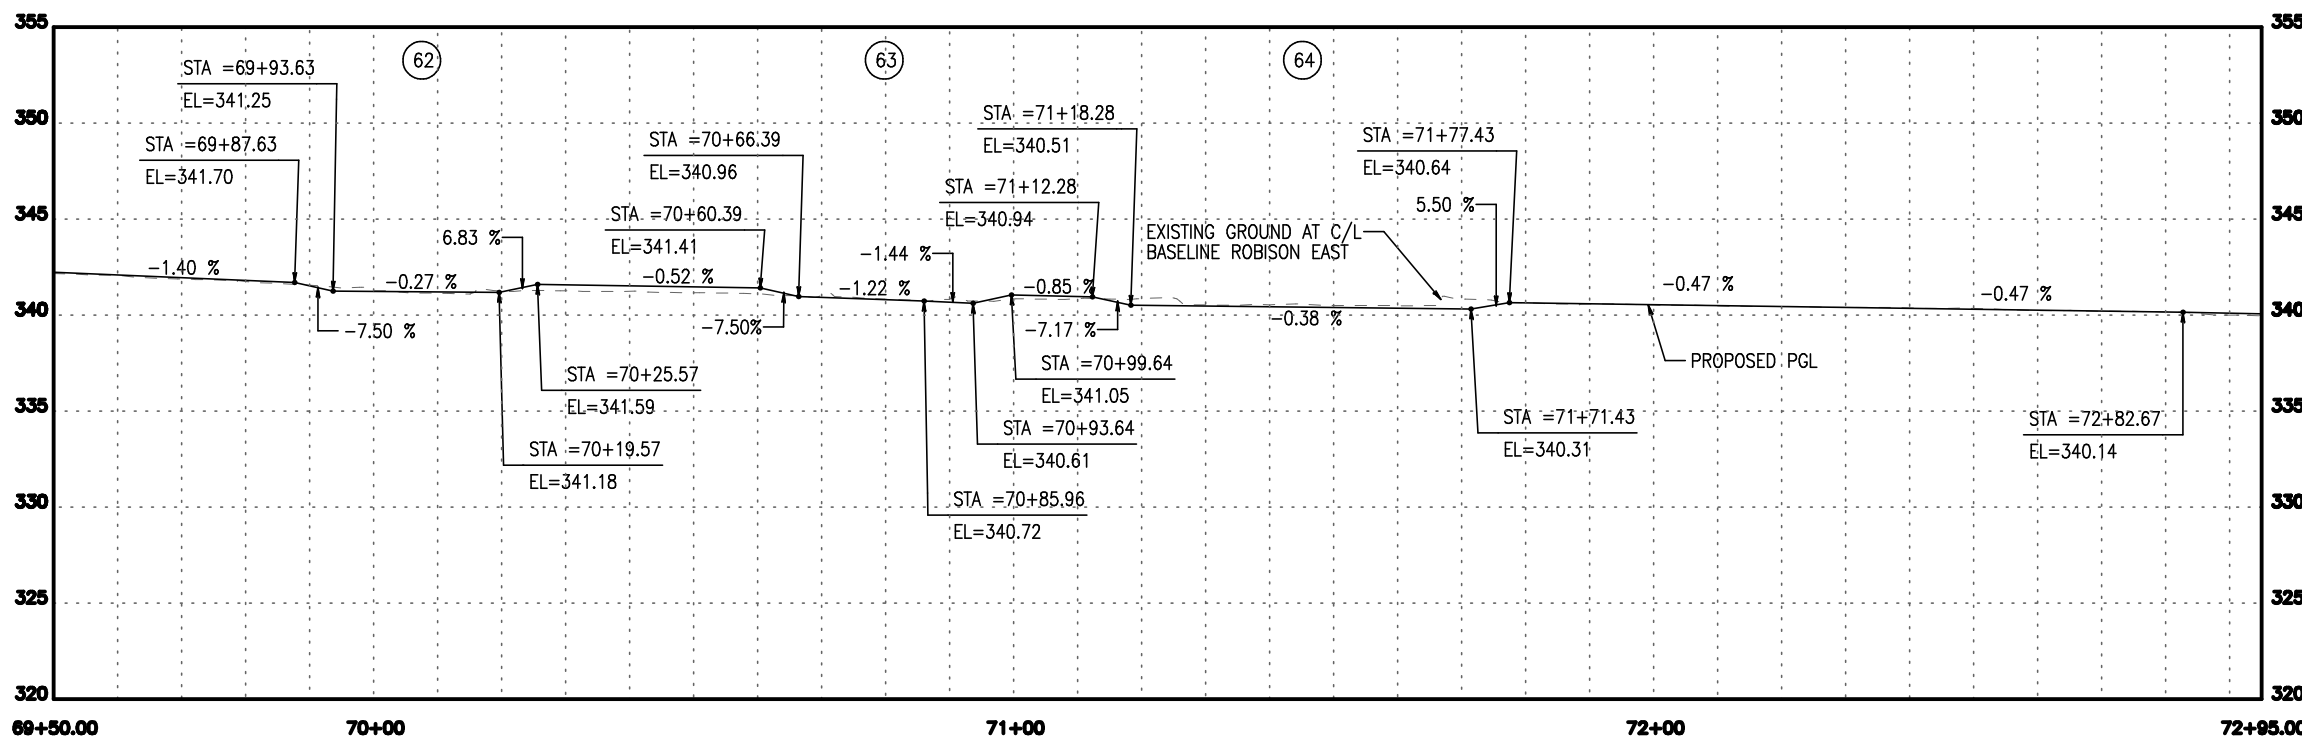 355
355
62
63
64
STA =69+93.63
EL=341.25
STA =71+18.28
EL=340.51
350
350
STA =69+87.63
EL=341.70
STA =70+66.39
EL=340.96
STA =71+77.43
EL=340.64
STA =71+12.28
EL=340.94
5.50 %
345
345
STA =70+60.39
EL=341.41
6.83 %
-1.44 %
EXISTING GROUND AT C/L
BASELINE ROBISON EAST
-1.40 %
-0.27 %
-0.52 %
-1.22 %
-0.85 %
-0.47 %
-0.47 %
340
340
-7.50 %
-7.50%
-7.17 %
-0.38 %
PROPOSED PGL
STA =70+99.64
EL=341.05
STA =70+25.57
EL=341.59
335
335
STA =71+71.43
EL=340.31
STA =72+82.67
EL=340.14
STA =70+93.64
EL=340.61
STA =70+19.57
EL=341.18
330
330
STA =70+85.96
EL=340.72
325
325
320
320
69+50.00
70+00
71+00
72+00
72+95.00